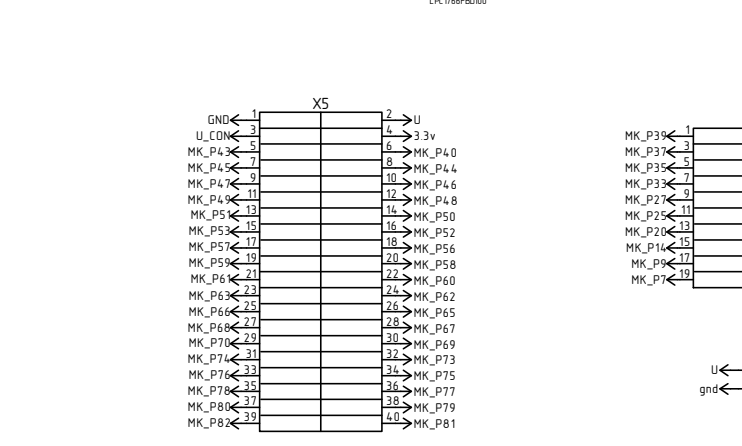 X5
GND 1 2 U
U_CON 3 4 3.3v
MK_P43 5 6 MK_P40
MK_P45 7 8 MK_P44
MK_P47 9 10 MK_P46
MK_P49 11 12 MK_P48
MK_P51 13 14 MK_P50
MK_P53 15 16 MK_P52
MK_P57 17 18 MK_P56
MK_P59 19 20 MK_P58
MK_P61 21 22 MK_P60
MK_P63 23 24 MK_P62
MK_P66 25 26 MK_P65
MK_P68 27 28 MK_P67
MK_P70 29 30 MK_P69
MK_P74 31 32 MK_P73
MK_P76 33 34 MK_P75
MK_P78 35 36 MK_P77
MK_P80 37 38 MK_P79
MK_P82 39 40 MK_P81
MK_P39 1
MK_P37 3
MK_P35 5
MK_P33 7
MK_P27 9
MK_P25 11
MK_P20 13
MK_P14 15
MK_P9 17
MK_P7 19
U
gnd